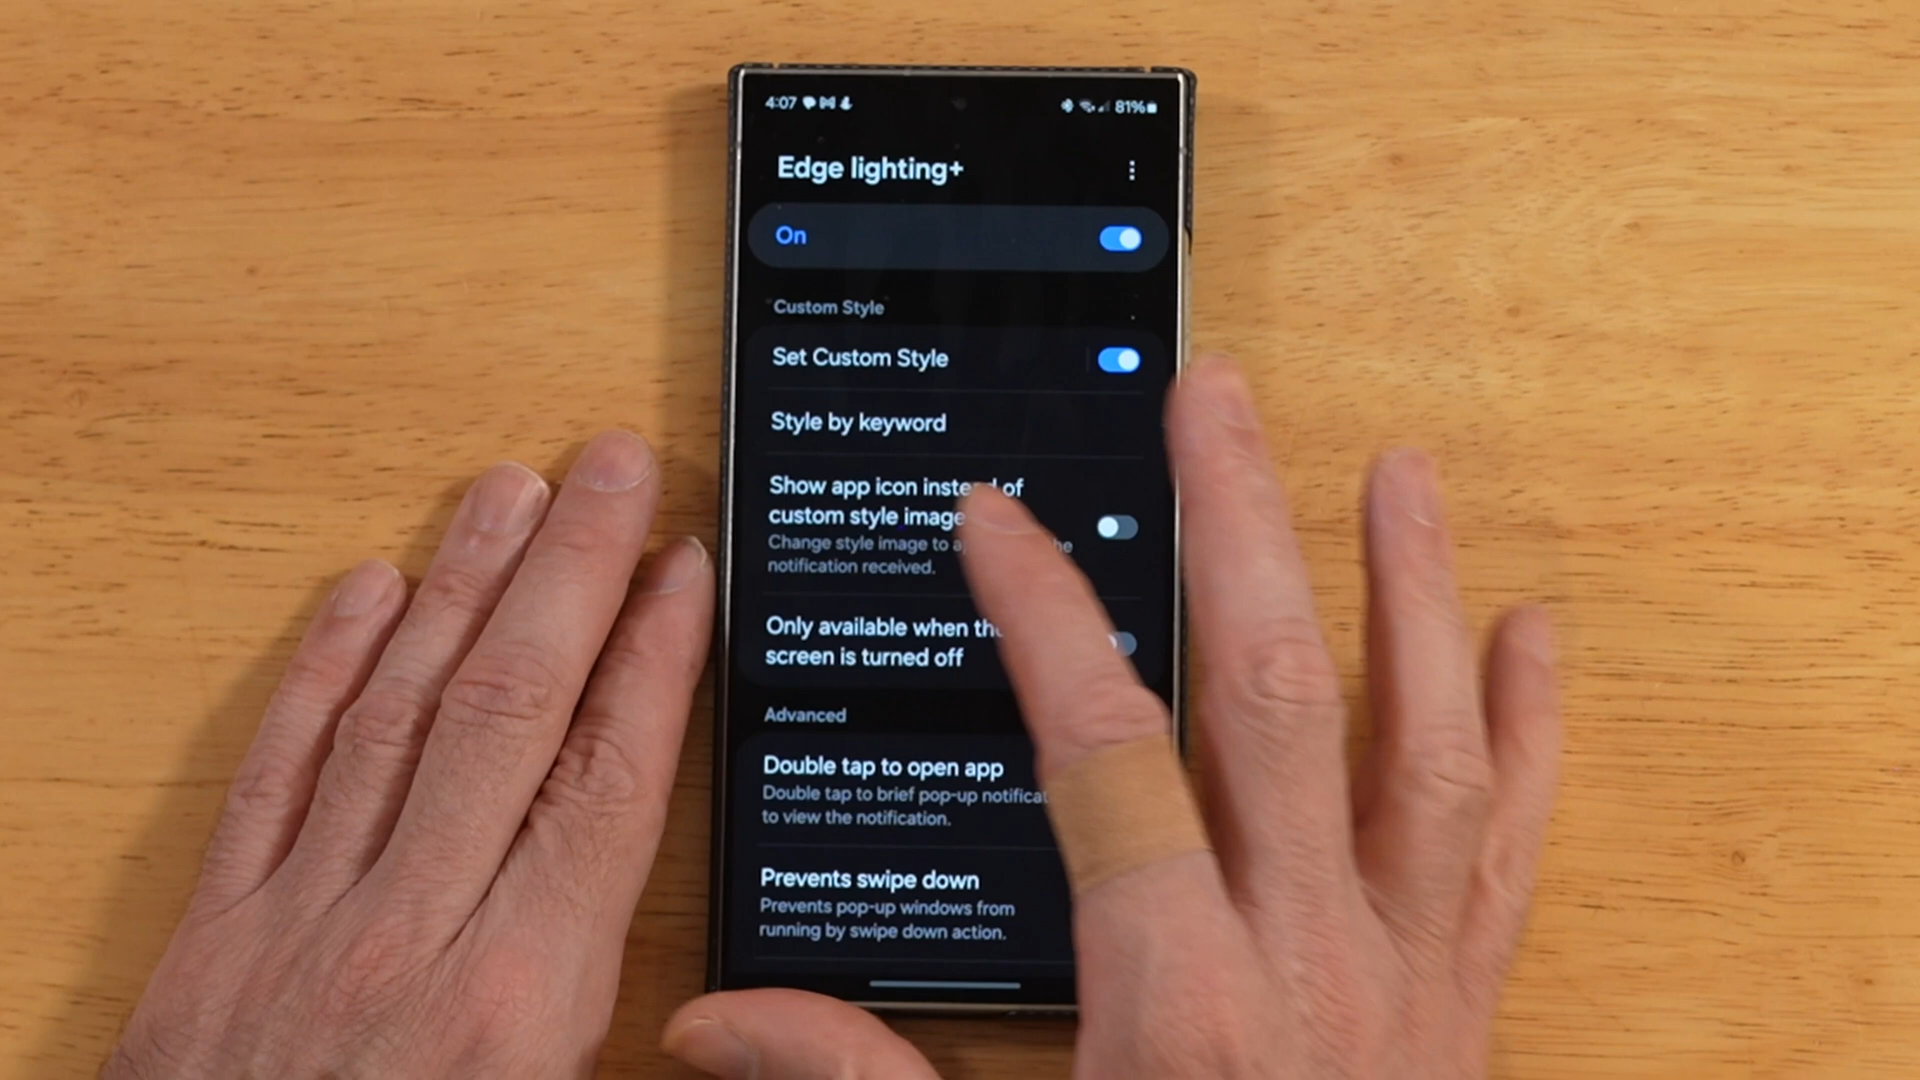 4:07 81%
Edge lighting+
On
Custom Style
Set Custom Style
Style by keyword
Show app icon instead of
custom style image
Change style image to a he
notification received.
Only available when the
screen is turned off
Advanced
Double tap to open app
Double tap to brief pop-up notificat
to view the notification.
Prevents swipe down
Prevents pop-up windows from
running by swipe down action.